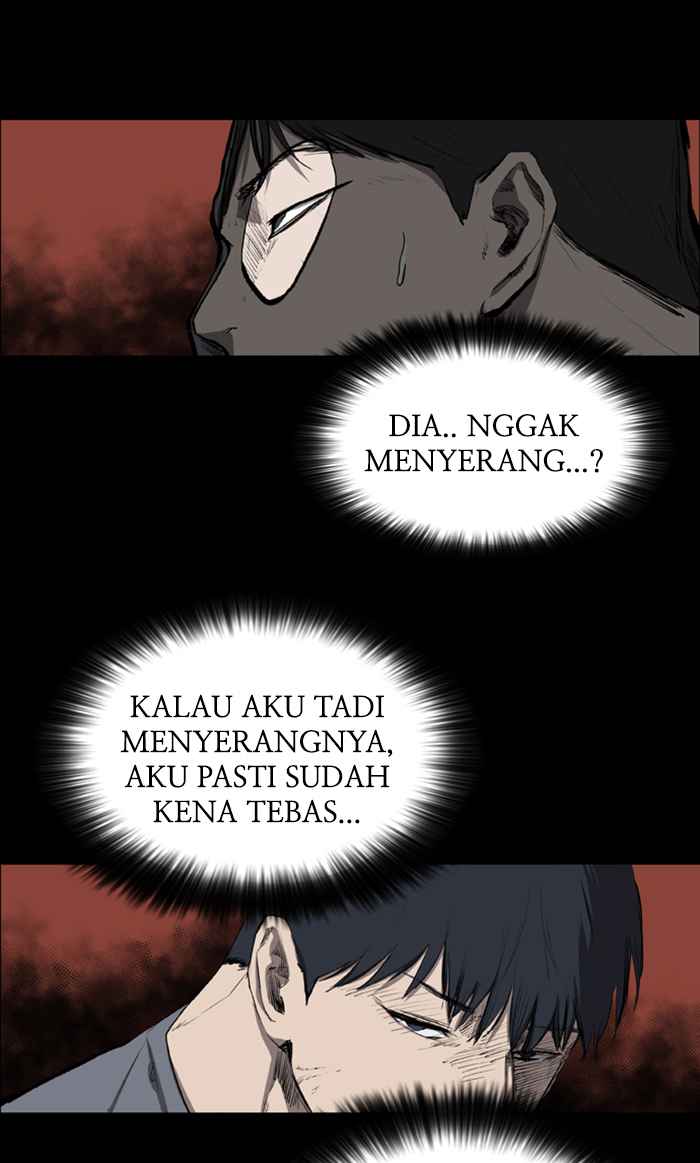 DIA.. NGGAK
MENYERANG...?
KALAU AKU TADI
MENYERANGNYA,
AKU PASTI SUDAH
KENA TEBAS...